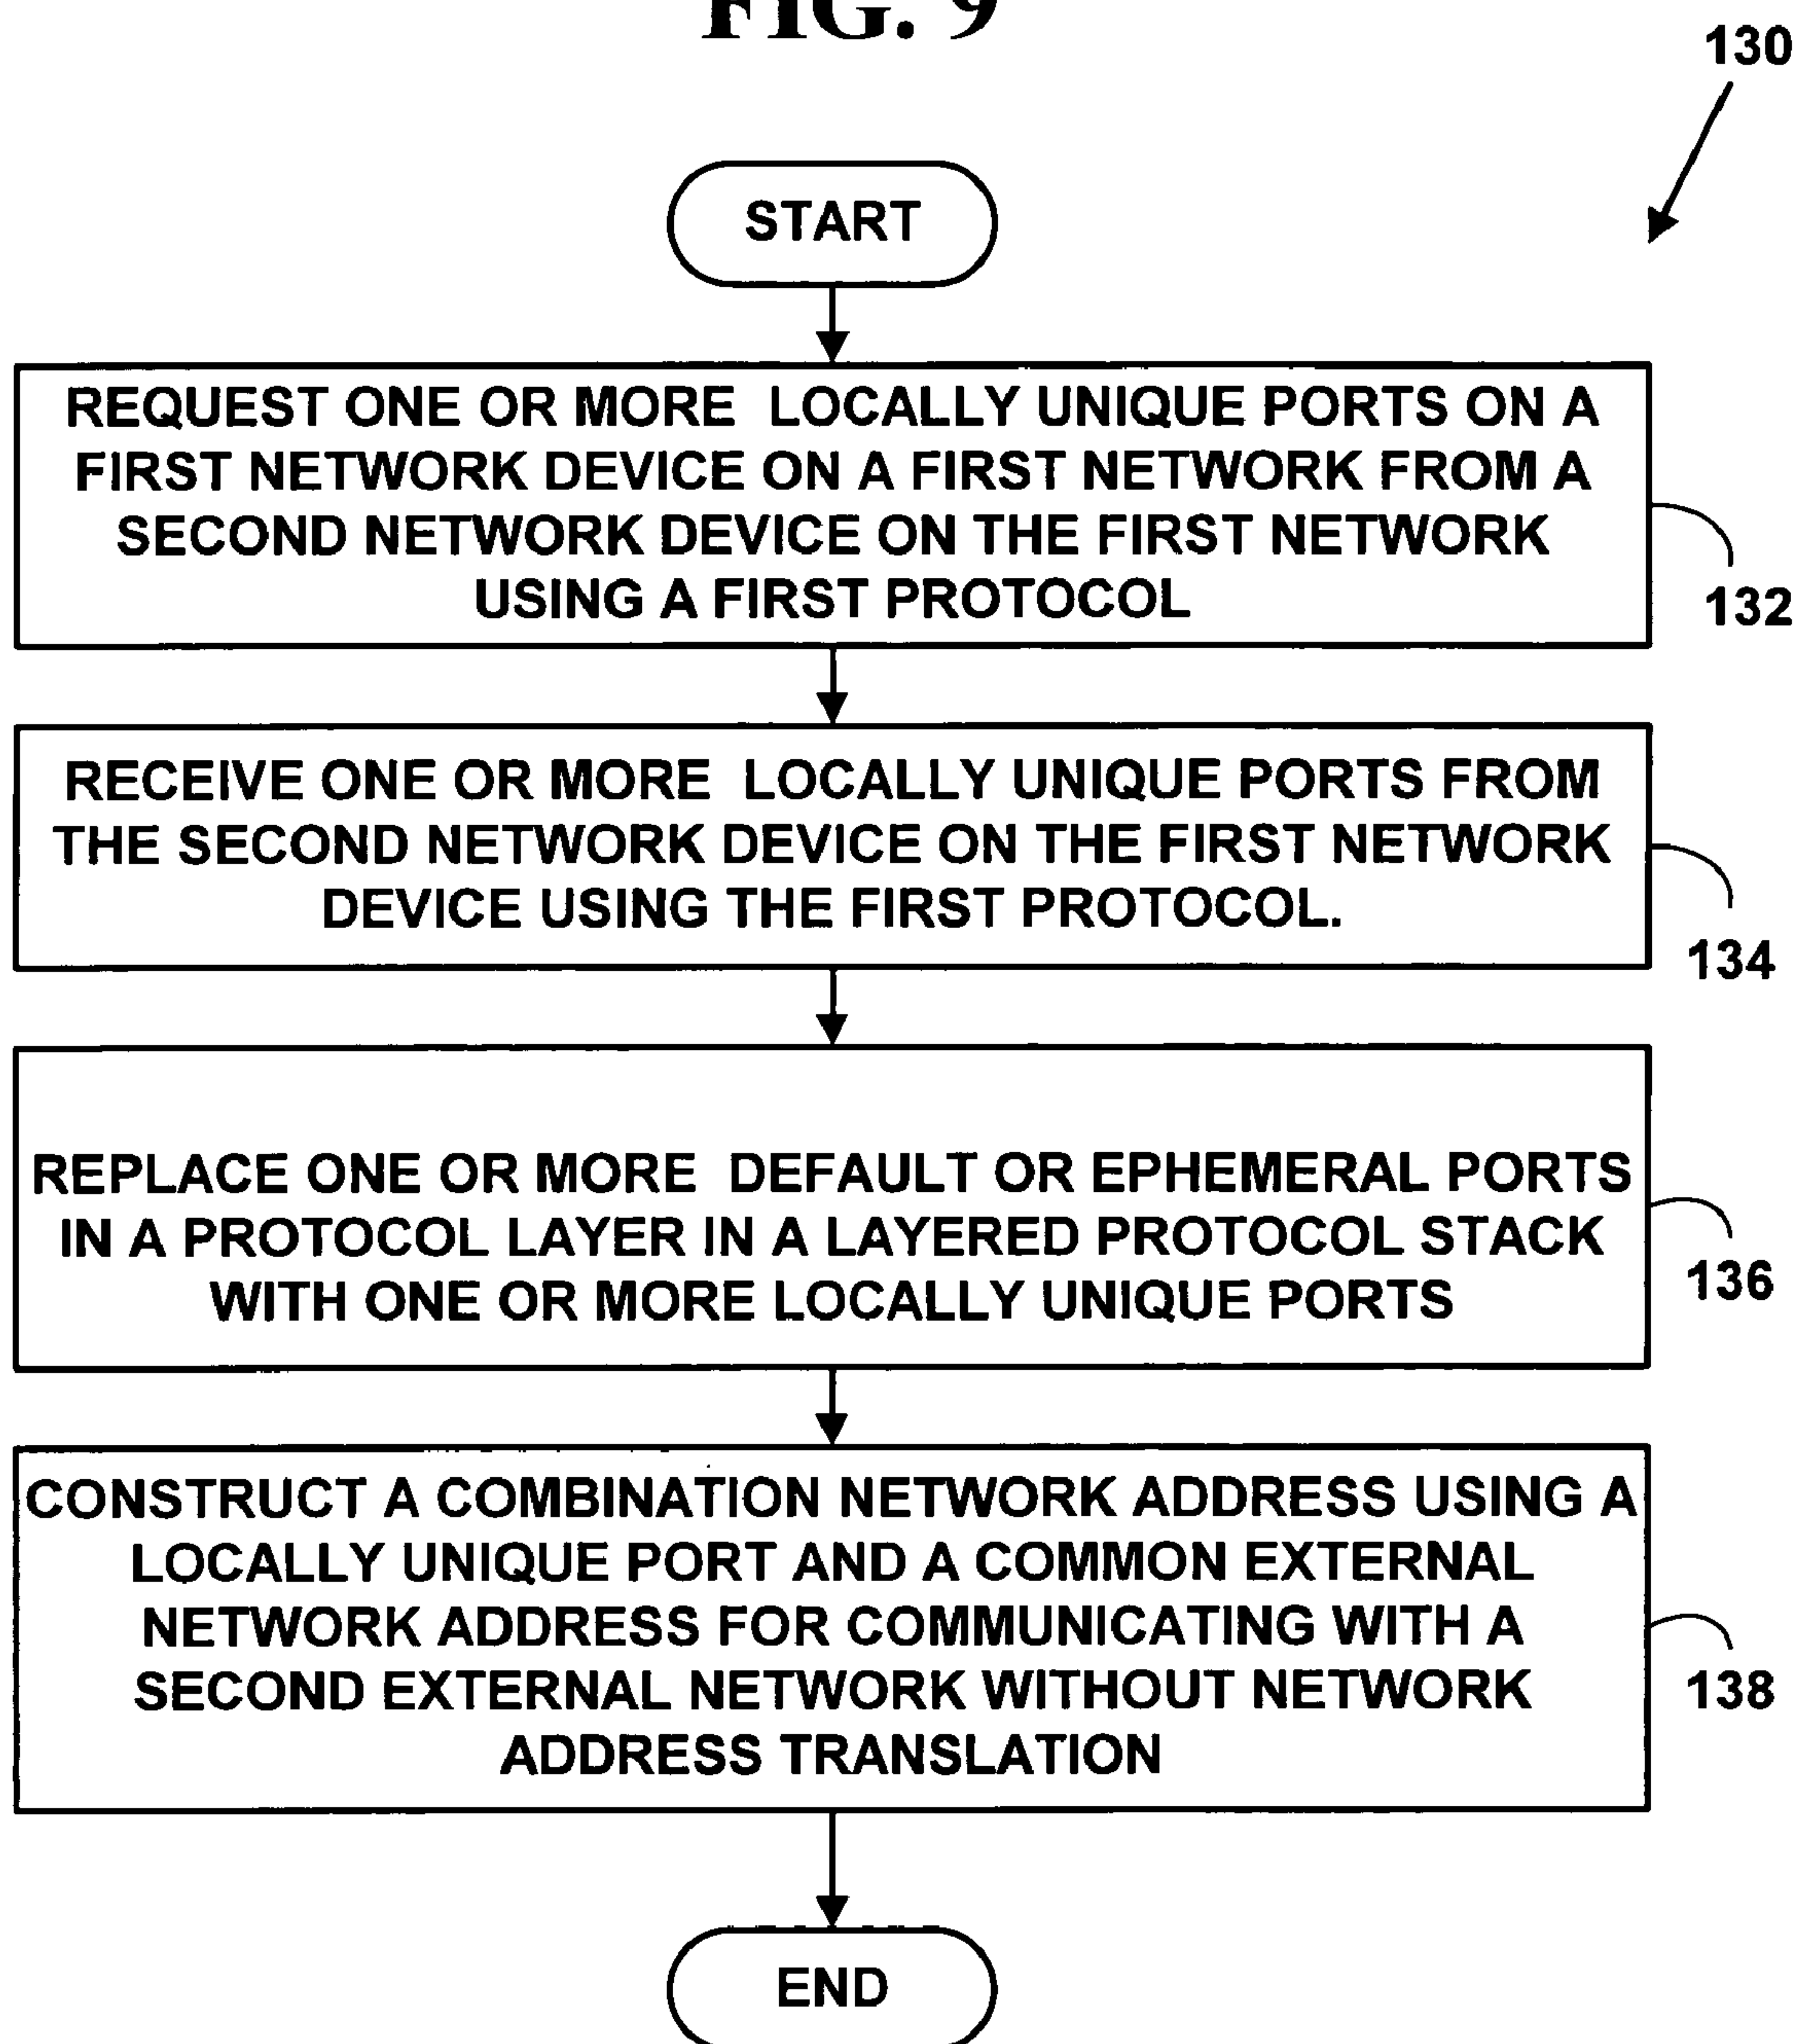 FIG. 9
130
START
REQUEST ONE OR MORE LOCALLY UNIQUE PORTS ON A
FIRST NETWORK DEVICE ON A FIRST NETWORK FROM A
SECOND NETWORK DEVICE ON THE FIRST NETWORK
USING A FIRST PROTOCOL
132
RECEIVE ONE OR MORE LOCALLY UNIQUE PORTS FROM
THE SECOND NETWORK DEVICE ON THE FIRST NETWORK
DEVICE USING THE FIRST PROTOCOL.
134
REPLACE ONE OR MORE DEFAULT OR EPHEMERAL PORTS
IN A PROTOCOL LAYER IN A LAYERED PROTOCOL STACK
WITH ONE OR MORE LOCALLY UNIQUE PORTS
136
CONSTRUCT A COMBINATION NETWORK ADDRESS USING A
LOCALLY UNIQUE PORT AND A COMMON EXTERNAL
NETWORK ADDRESS FOR COMMUNICATING WITH A
SECOND EXTERNAL NETWORK WITHOUT NETWORK
ADDRESS TRANSLATION
138
END